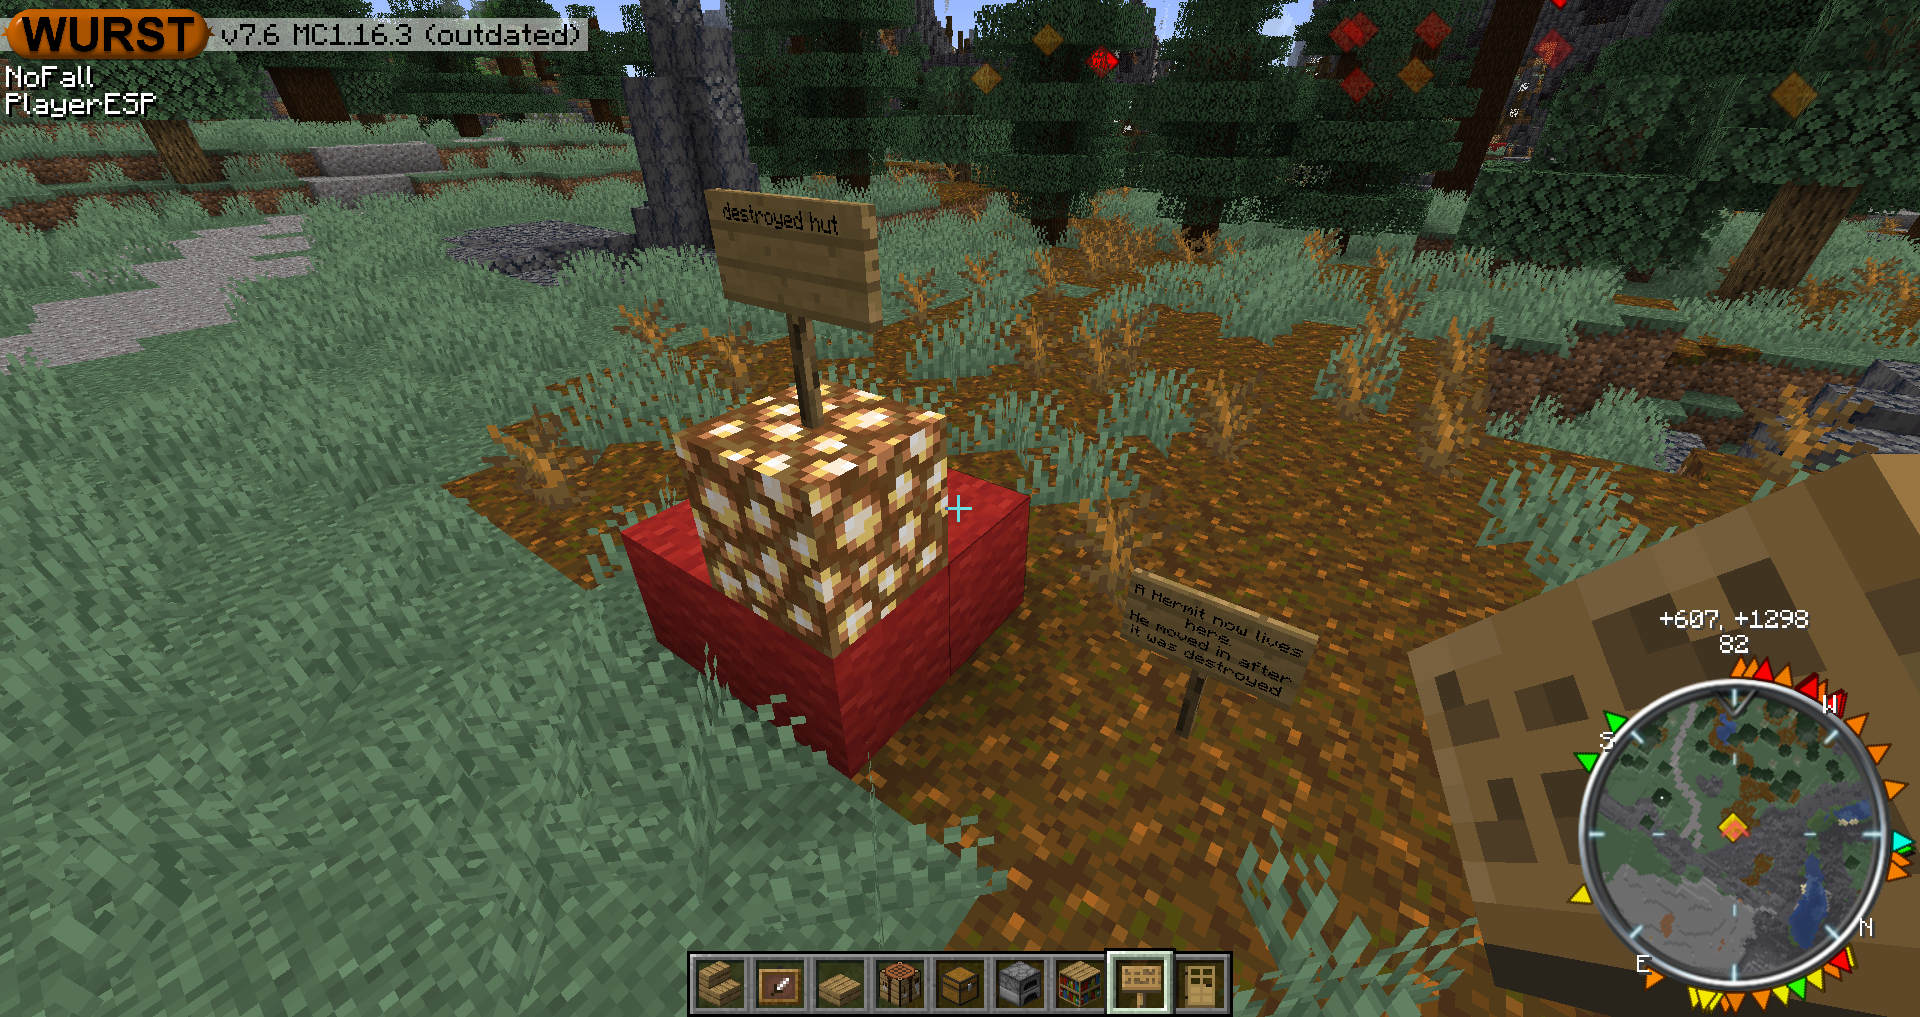 WURST v7.6 MC1.16.3 (outdated)
NoFall
PlayerESP
destroyed hut
A Hermit now lives
here.
He moved in after
it was destroyed
+607, +1298
82
W
S
N
E